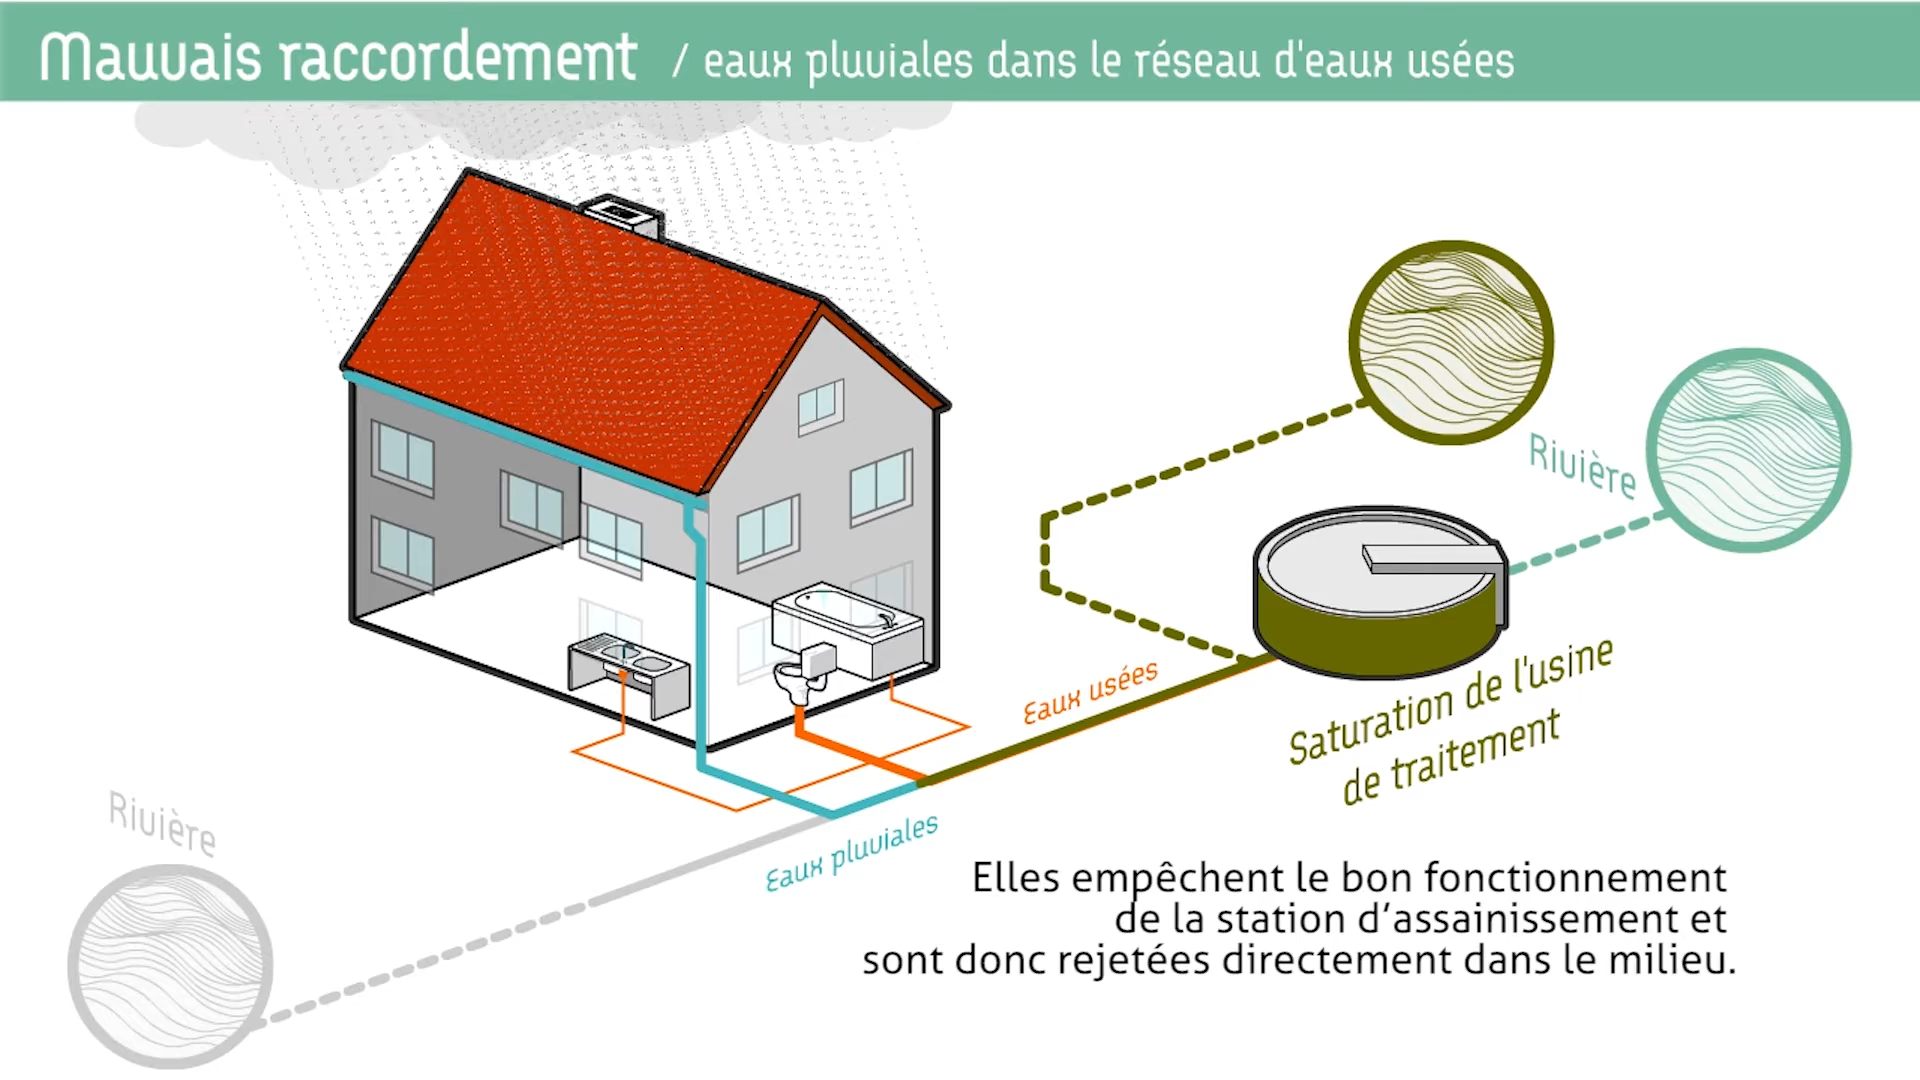 Mauvais raccordement / eaux pluviales dans le réseau d'eaux usées
Rivière
Eaux usées
Saturation de l'usine
de traitement
Rivière
Eaux pluviales
Elles empêchent le bon fonctionnement
de la station d’assainissement et
sont donc rejetées directement dans le milieu.